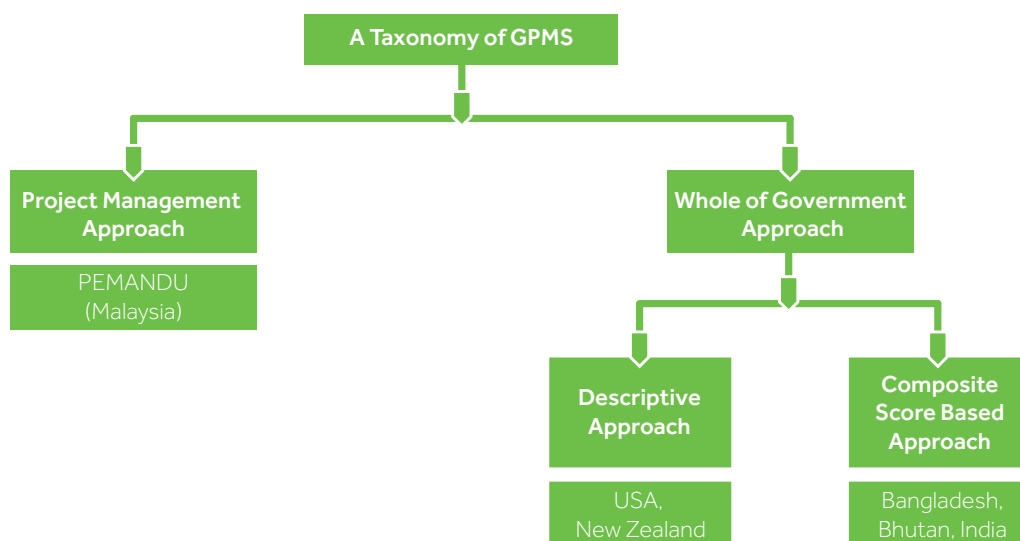 A Taxonomy of GPMS
Project Management
Approach
PEMANDU
(Malaysia)
Whole of Government
Approach
Descriptive
Approach
USA,
New Zealand
Composite
Score Based
Approach
Bangladesh,
Bhutan, India